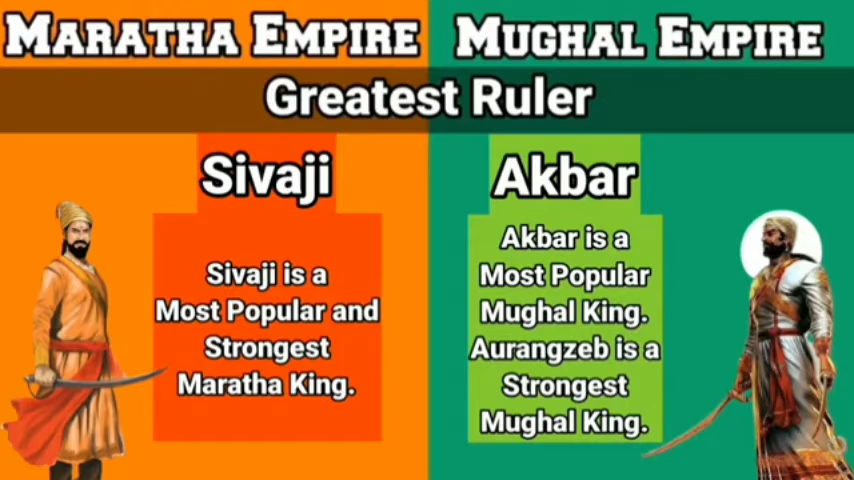 Maratha Empire
Mughal Empire
Greatest Ruler
Sivaji
Sivaji is a
Most Popular and
Strongest
Maratha King.
Akbar
Akbar is a
Most Popular
Mughal King.
Aurangzeb is a
Strongest
Mughal King.